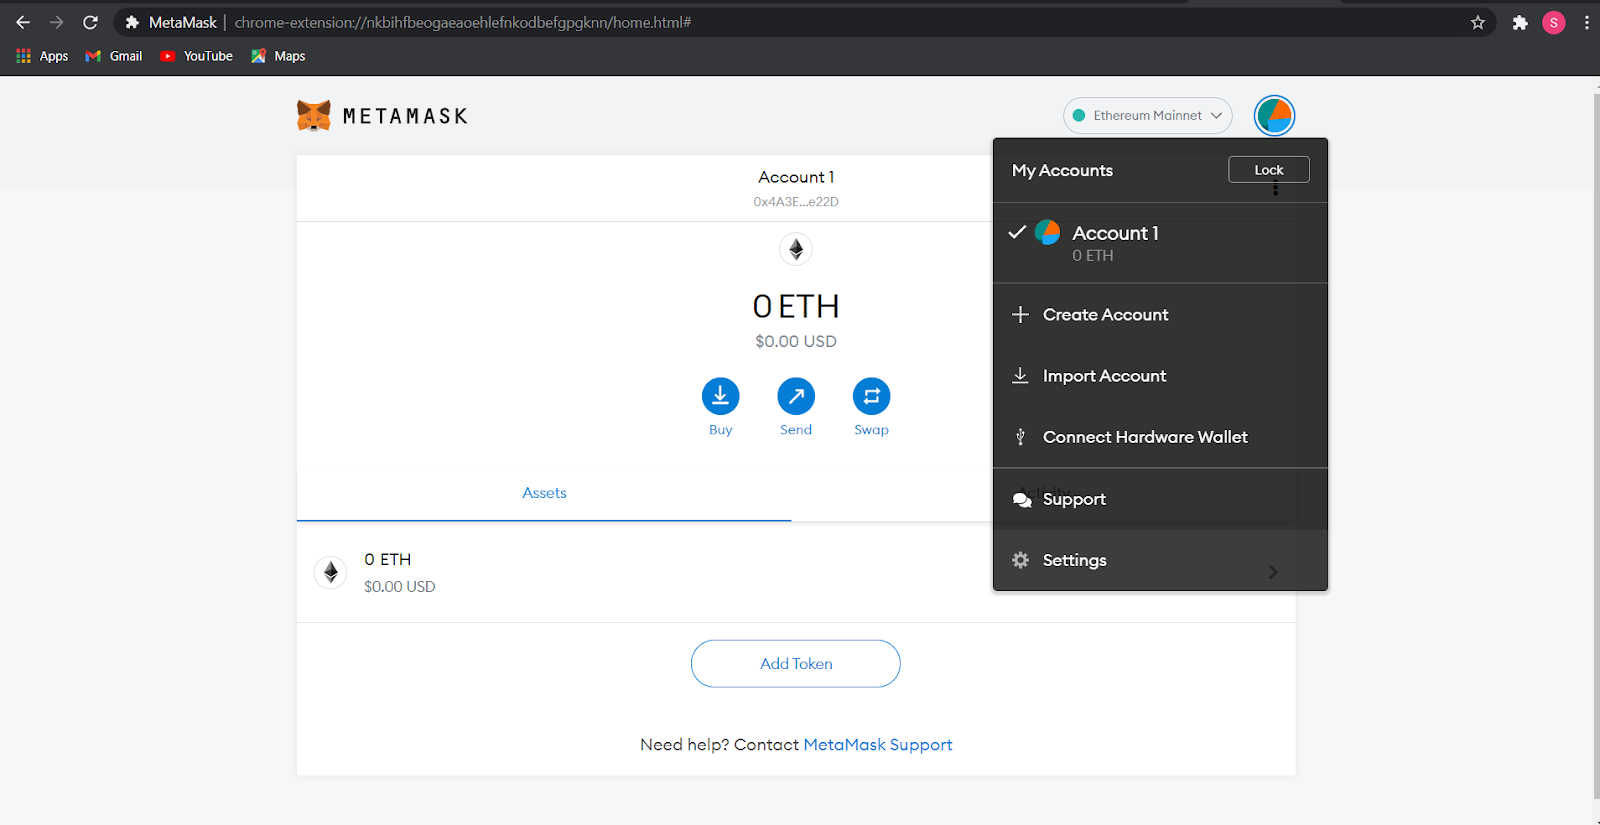 MetaMask | chrome-extension://nkbihfbeogaeaoehlefnkodbefgpgknn/home.html#
S
Apps Gmail YouTube Maps
METAMASK
Ethereum Mainnet
My Accounts Lock
Account 1
0x4A3E...e22D
Account 1
0 ETH
0 ETH
$0.00 USD
Create Account
Import Account
Connect Hardware Wallet
Buy Send Swap
Assets
Activity
Support
Settings
0 ETH
$0.00 USD
Add Token
Need help? Contact MetaMask Support